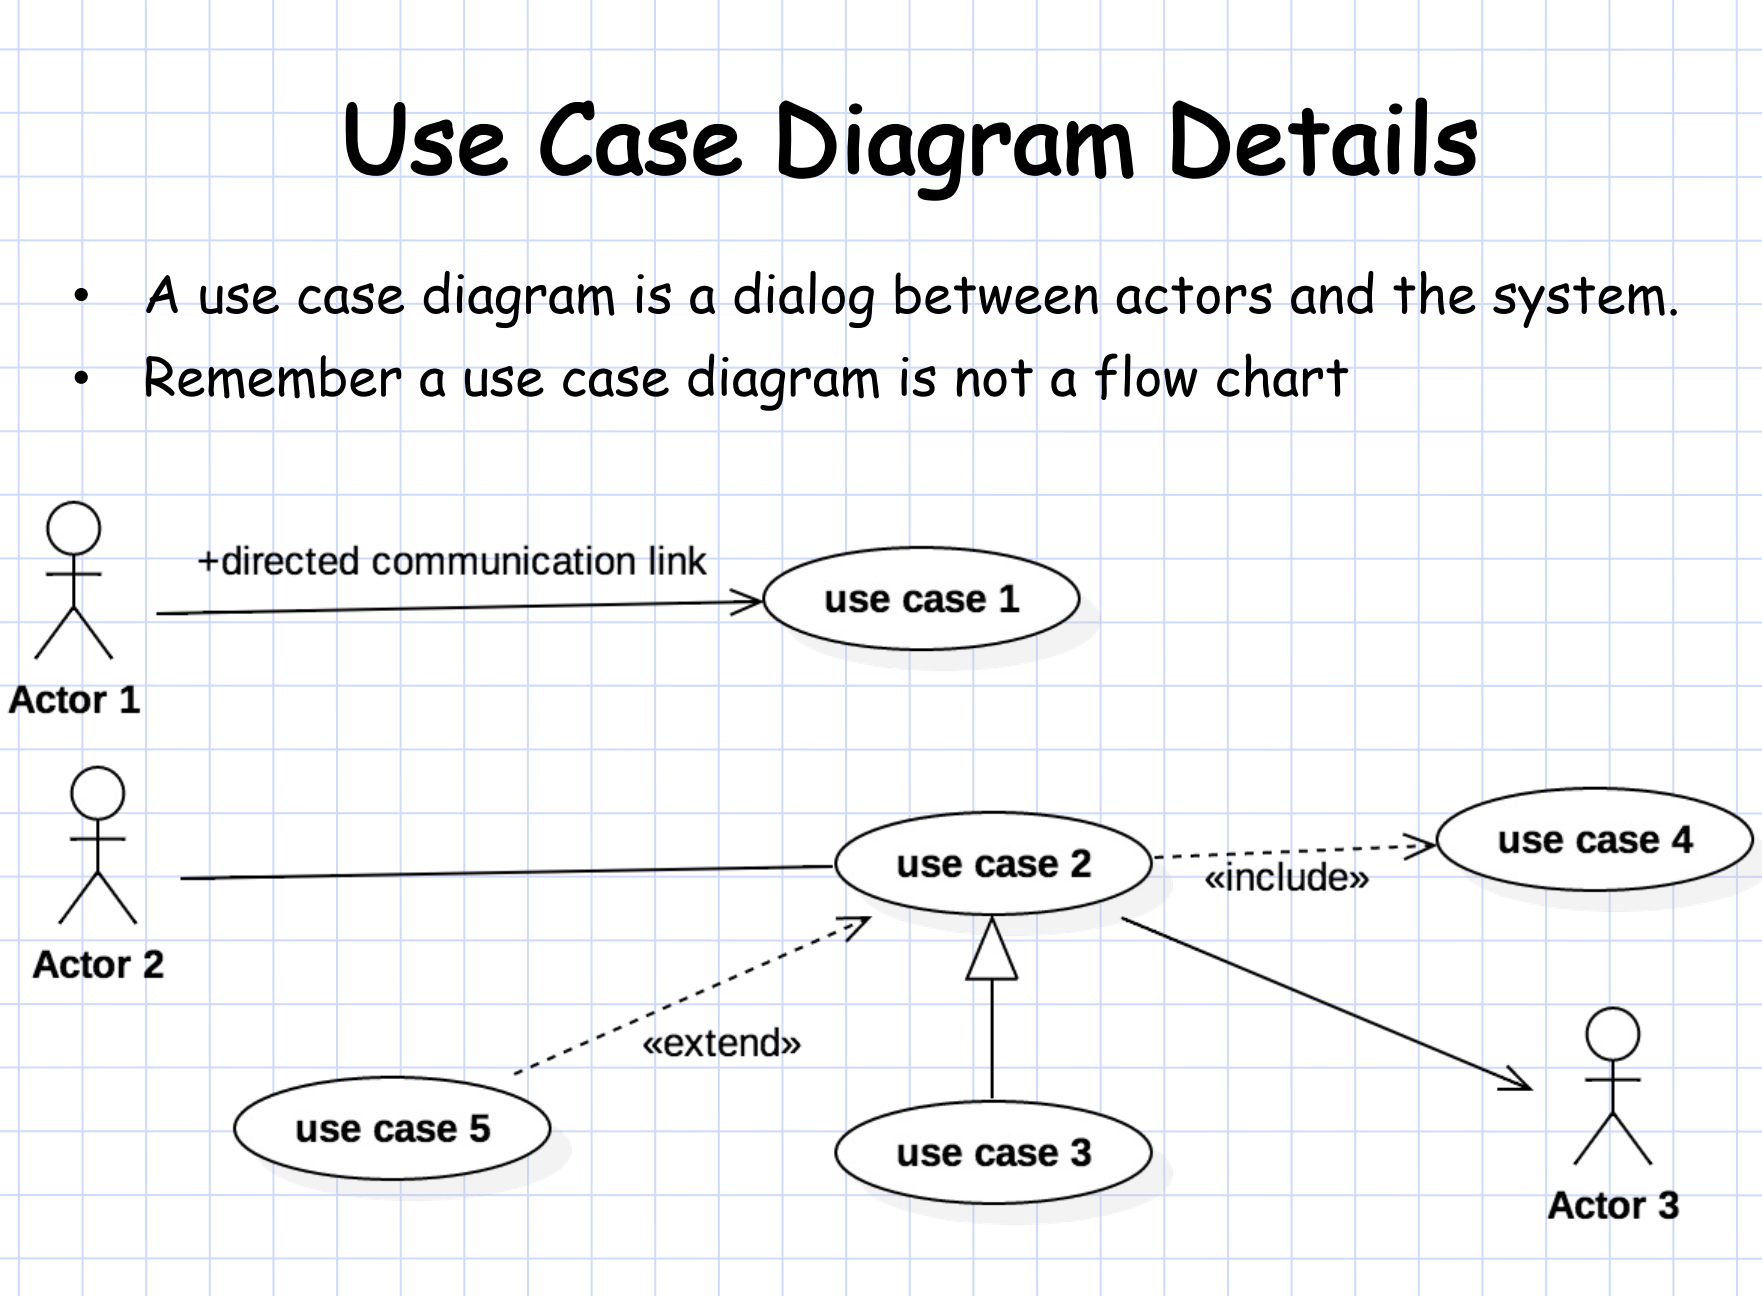 Use Case Diagram Details
• A use case diagram is a dialog between actors and the system.
• Remember a use case diagram is not a flow chart
+directed communication link
use case 1
Actor 1
use case 2
use case 4
«include»
Actor 2
«extend»
use case 5
use case 3
Actor 3